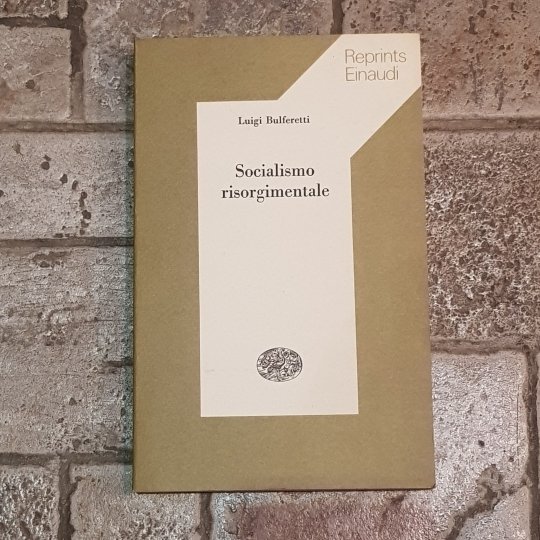 Reprints
Einaudi
Luigi Bulferetti
Socialismo
risorgimentale